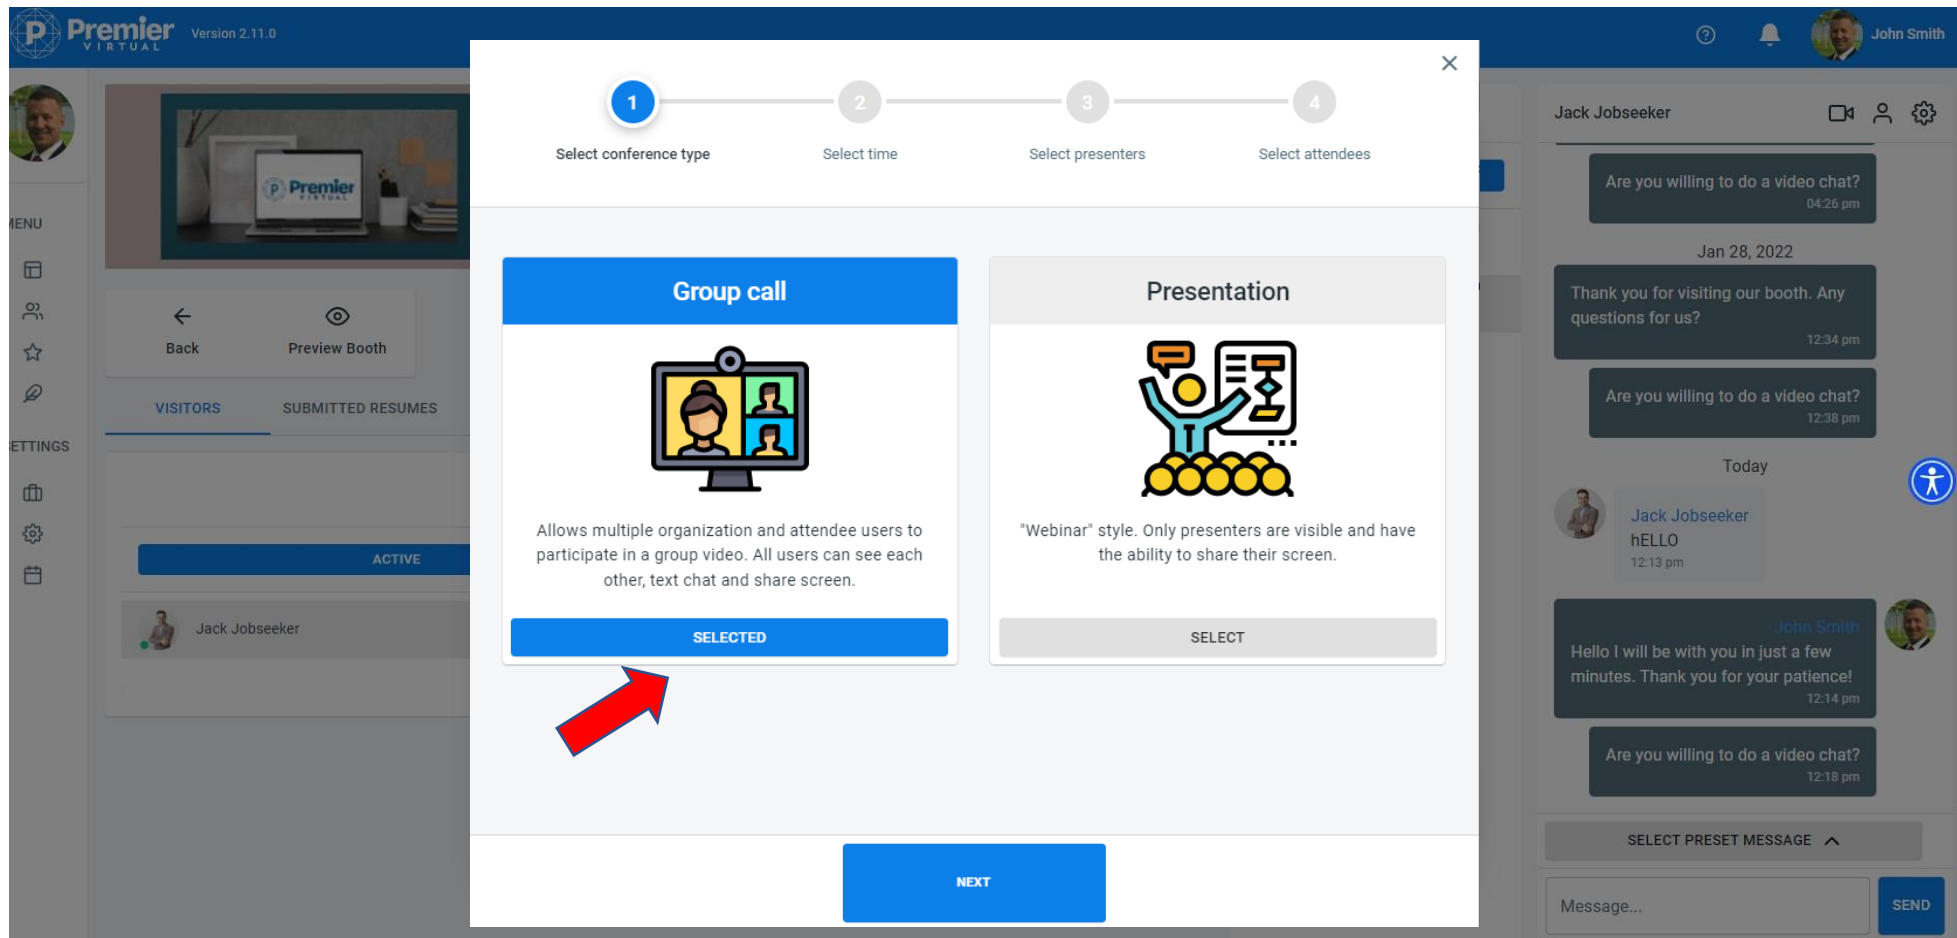 Premier
VIRTUAL
Version 2.11.0
John Smith
1
2
3
4
Select conference type
Select time
Select presenters
Select attendees
Premier
VIRTUAL
MENU
Back
Preview Booth
VISITORS
SUBMITTED RESUMES
SETTINGS
ACTIVE
Jack Jobseeker
Group call
Allows multiple organization and attendee users to
participate in a group video. All users can see each
other, text chat and share screen.
SELECTED
Presentation
"Webinar" style. Only presenters are visible and have
the ability to share their screen.
SELECT
NEXT
Jack Jobseeker
Are you willing to do a video chat?
04:26 pm
Jan 28, 2022
Thank you for visiting our booth. Any
questions for us?
12:34 pm
Are you willing to do a video chat?
12:38 pm
Today
Jack Jobseeker
hELLO
12:13 pm
John Smith
Hello I will be with you in just a few
minutes. Thank you for your patience!
12:14 pm
Are you willing to do a video chat?
12:18 pm
SELECT PRESET MESSAGE
Message...
SEND